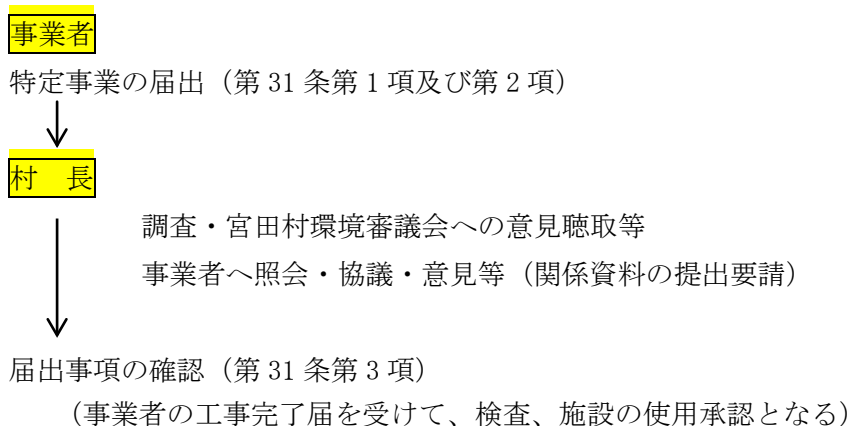 事業者
特定事業の届出（第 31 条第 1 項及び第 2 項）
村　長
調査・宮田村環境審議会への意見聴取等
事業者へ照会・協議・意見等（関係資料の提出要請）
届出事項の確認（第 31 条第 3 項）
（事業者の工事完了届を受けて、検査、施設の使用承認となる）